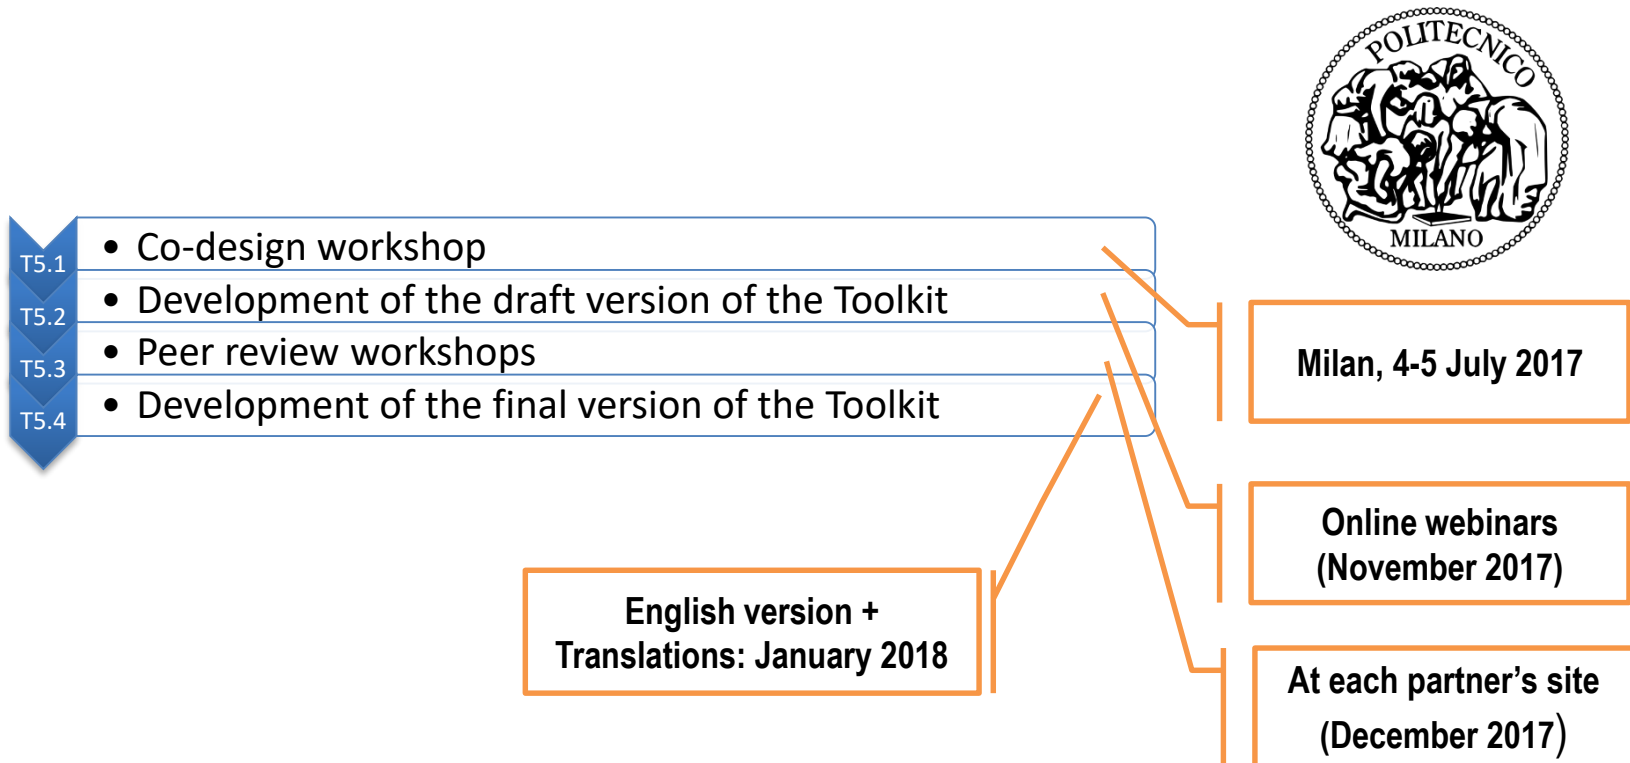 POLITECNICO
MILANO
T5.1
• Co-design workshop
T5.2
• Development of the draft version of the Toolkit
T5.3
• Peer review workshops
T5.4
• Development of the final version of the Toolkit
Milan, 4-5 July 2017
Online webinars
(November 2017)
English version +
Translations: January 2018
At each partner’s site
(December 2017)